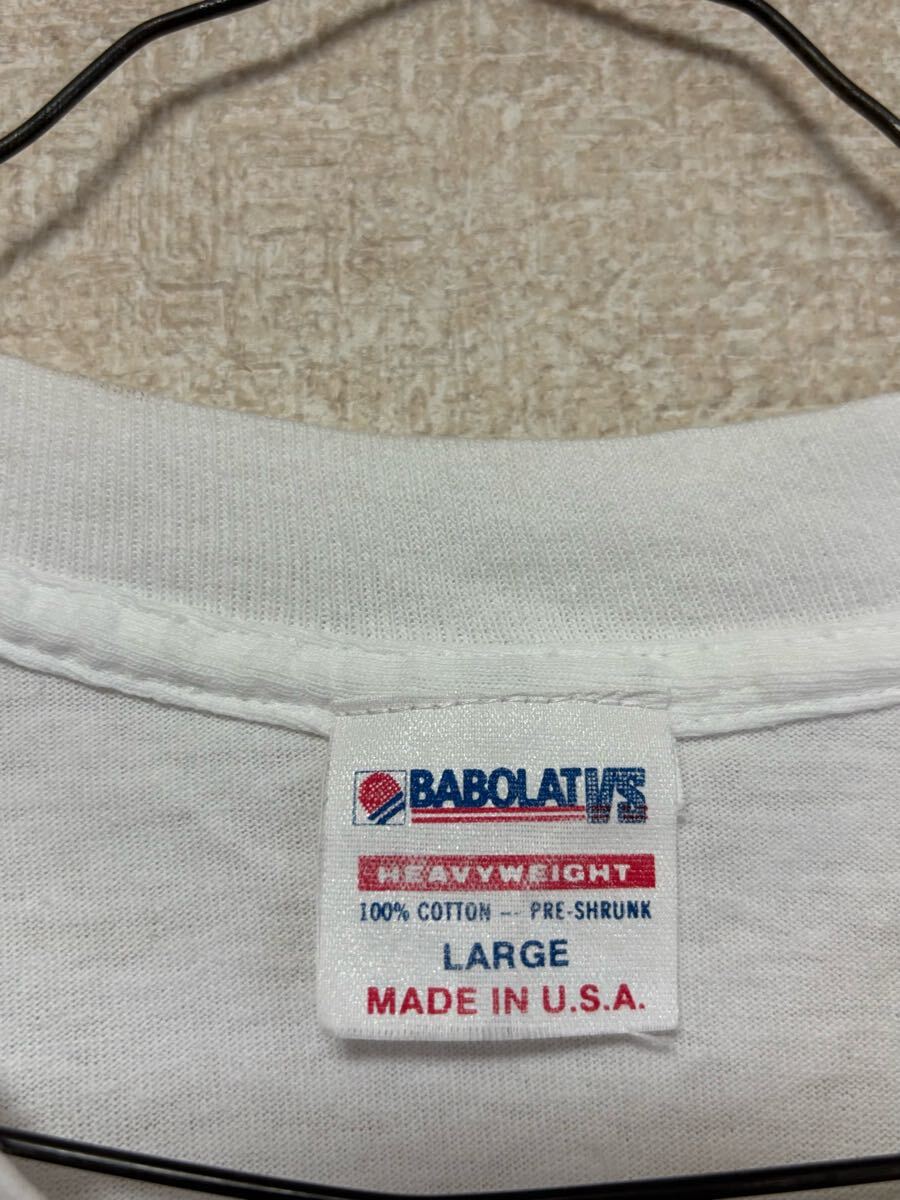 BABOLAT VS
HEAVYWEIGHT
100% COTTON -- PRE-SHRUNK
LARGE
MADE IN U.S.A.